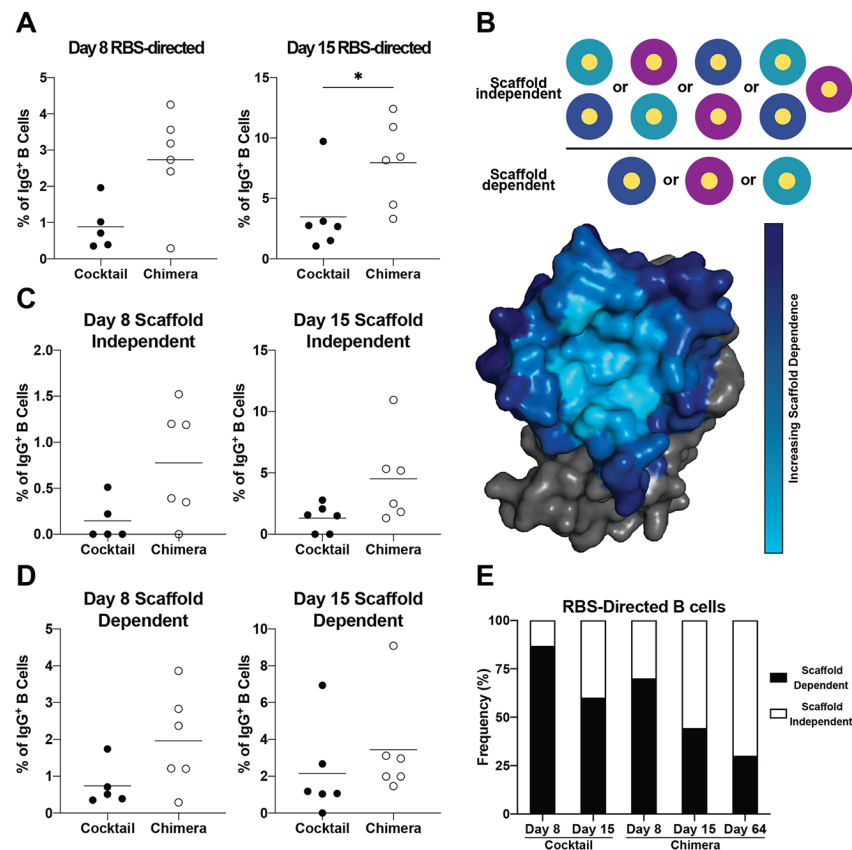 A
Day 8 RBS-directed
% of IgG+ B Cells
5
4
3
2
1
0
Cocktail
Chimera
Day 15 RBS-directed
*
% of IgG+ B Cells
15
10
5
0
Cocktail
Chimera
B
Scaffold
independent
or
or
or
Scaffold
dependent
or
or
Increasing Scaffold Dependence
C
Day 8 Scaffold
Independent
% of IgG+ B Cells
2.0
1.5
1.0
0.5
0.0
Cocktail
Chimera
Day 15 Scaffold
Independent
% of IgG+ B Cells
15
10
5
0
Cocktail
Chimera
D
Day 8 Scaffold
Dependent
% of IgG+ B Cells
5
4
3
2
1
0
Cocktail
Chimera
Day 15 Scaffold
Dependent
% of IgG+ B Cells
10
8
6
4
2
0
Cocktail
Chimera
E
RBS-Directed B cells
Frequency (%)
100
75
50
25
0
Day 8
Day 15
Day 8
Day 15
Day 64
Cocktail
Chimera
Scaffold
Dependent
Scaffold
Independent